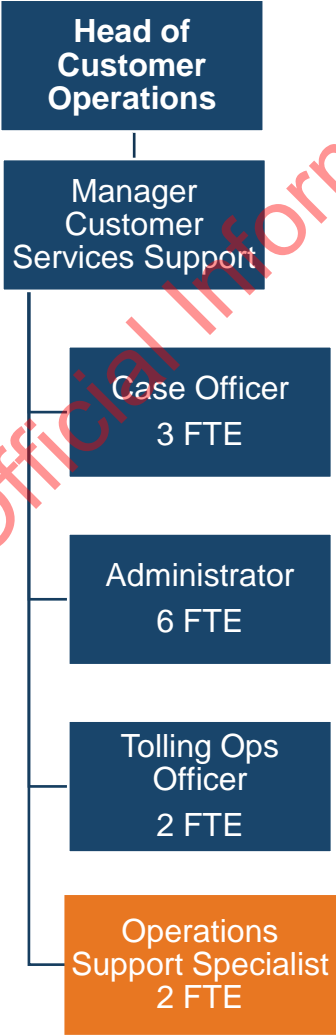 Head of
Customer
Operations
Manager
Customer
Services Support
Case Officer
3 FTE
Administrator
6 FTE
Tolling Ops
Officer
2 FTE
Operations
Support Specialist
2 FTE